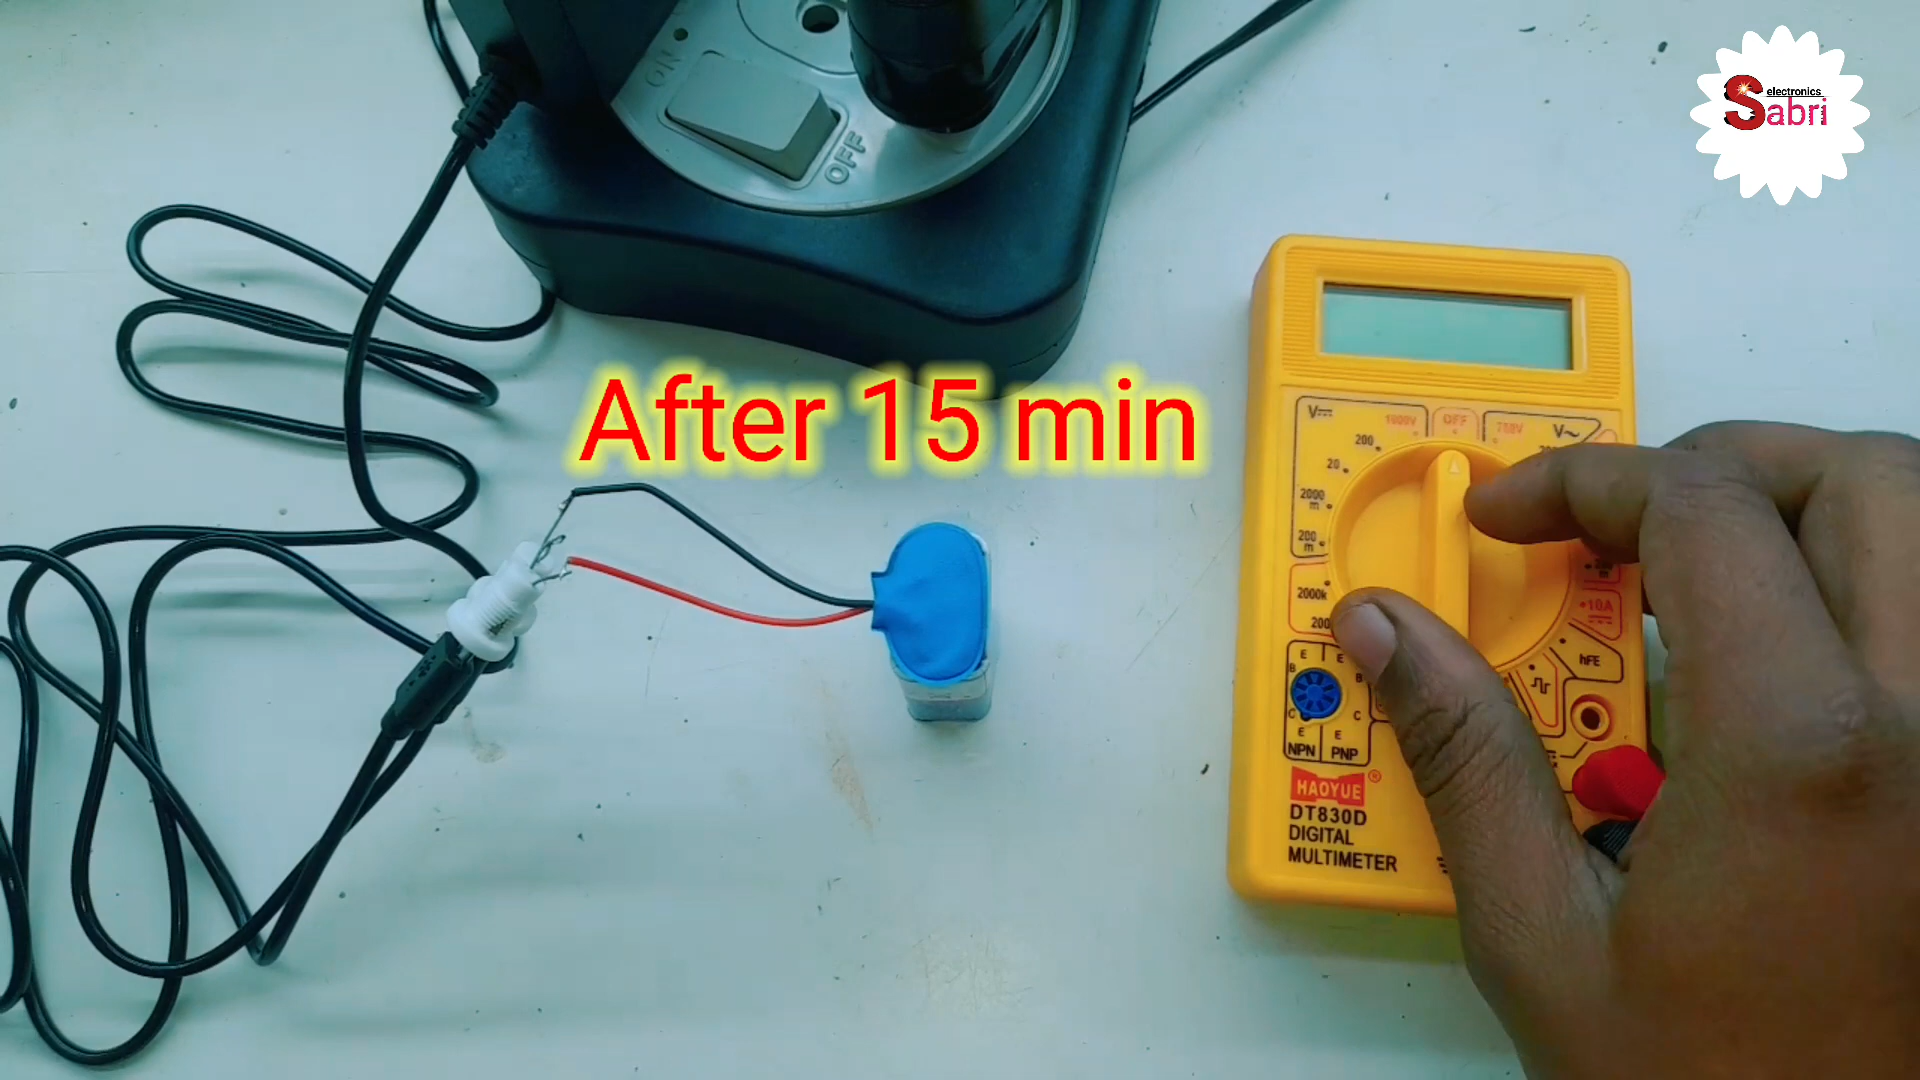 electronics
Sabri
ON
OFF
After 15 min
V
1000V
OFF
750V
V~
200
20
2000
m
200
m
2000k
200
10A
hFE
E
E
B
B
C
C
E
E
NPN
PNP
HAOYUE®
DT830D
DIGITAL
MULTIMETER